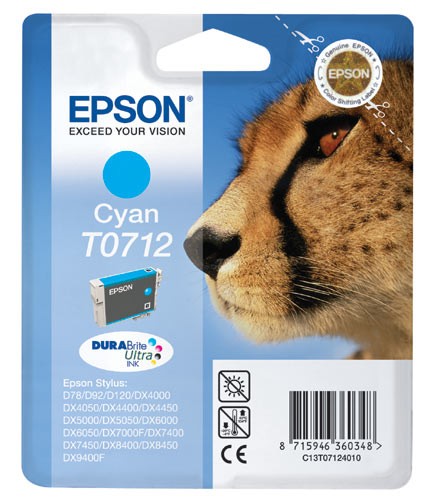 Genuine EPSON
EPSON
Color Shifting Label
EPSON®
EXCEED YOUR VISION
Cyan
T0712
EPSON
DURABrite
Ultra
INK
Epson Stylus:
D78/D92/D120/DX4000
DX4050/DX4400/DX4450
DX5000/DX5050/DX6000
DX6050/DX7000F/DX7400
DX7450/DX8400/DX8450
DX9400F
CE
8 715946 360348 >
C13T07124010